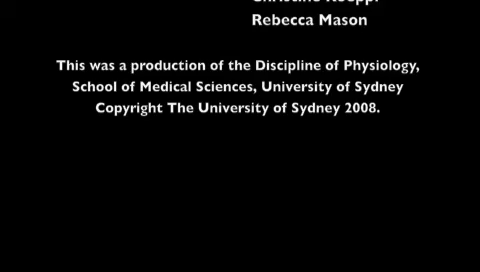 Rebecca Mason
This was a production of the Discipline of Physiology,
School of Medical Sciences, University of Sydney
Copyright The University of Sydney 2008.